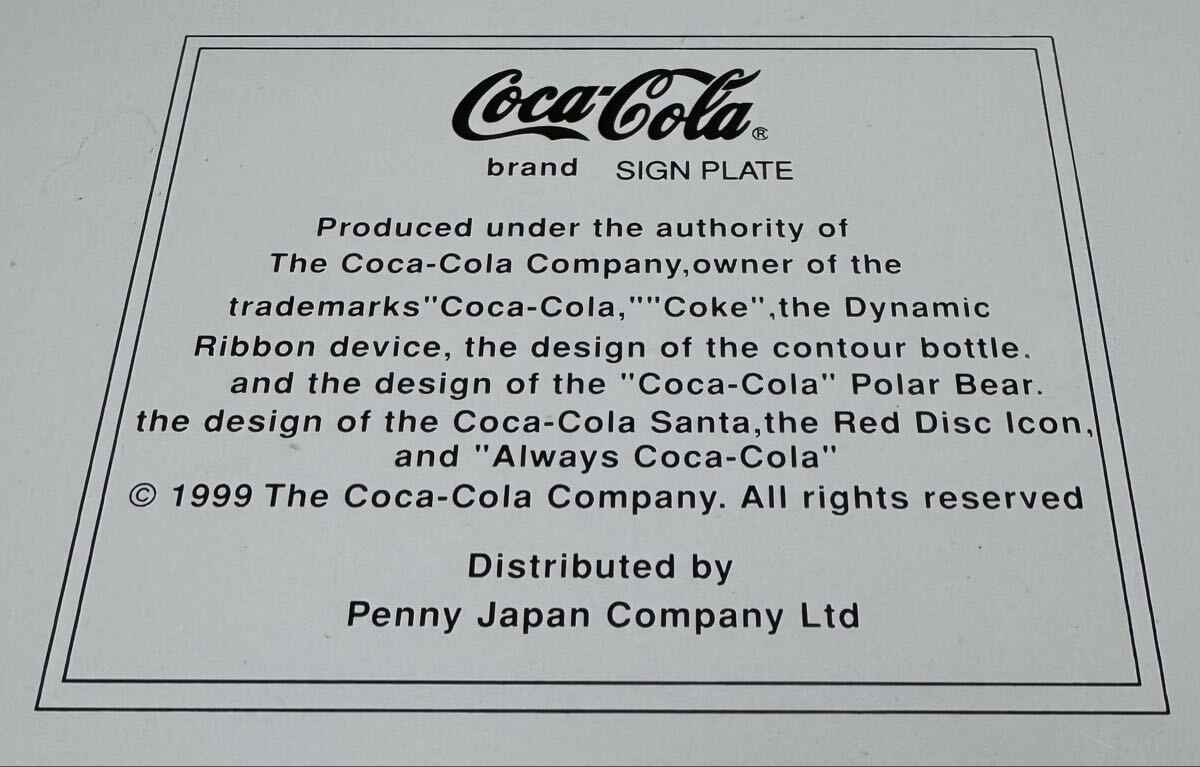 Coca-Cola®
brand SIGN PLATE
Produced under the authority of
The Coca-Cola Company,owner of the
trademarks"Coca-Cola,""Coke",the Dynamic
Ribbon device, the design of the contour bottle.
and the design of the "Coca-Cola" Polar Bear.
the design of the Coca-Cola Santa,the Red Disc Icon,
and "Always Coca-Cola"
© 1999 The Coca-Cola Company. All rights reserved
Distributed by
Penny Japan Company Ltd